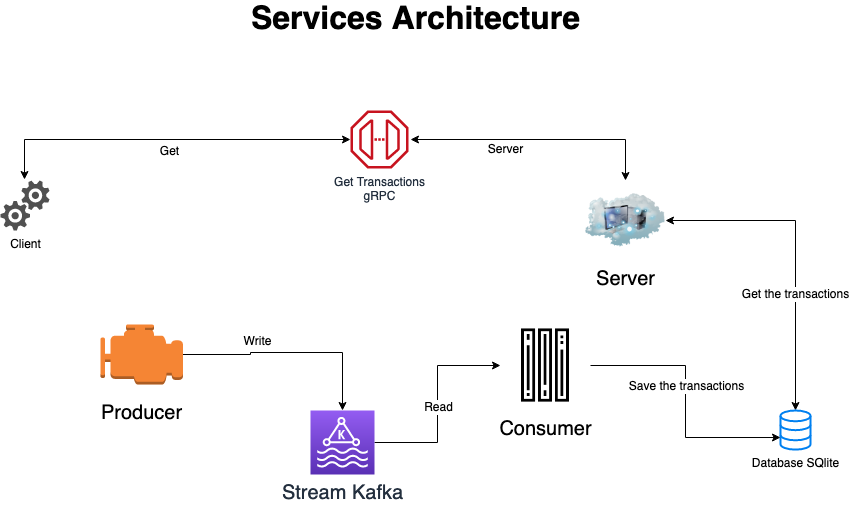 Services Architecture
Get
Server
Get Transactions
gRPC
Client
Server
Get the transactions
Write
Producer
Read
Save the transactions
Consumer
K
Stream Kafka
Database SQlite